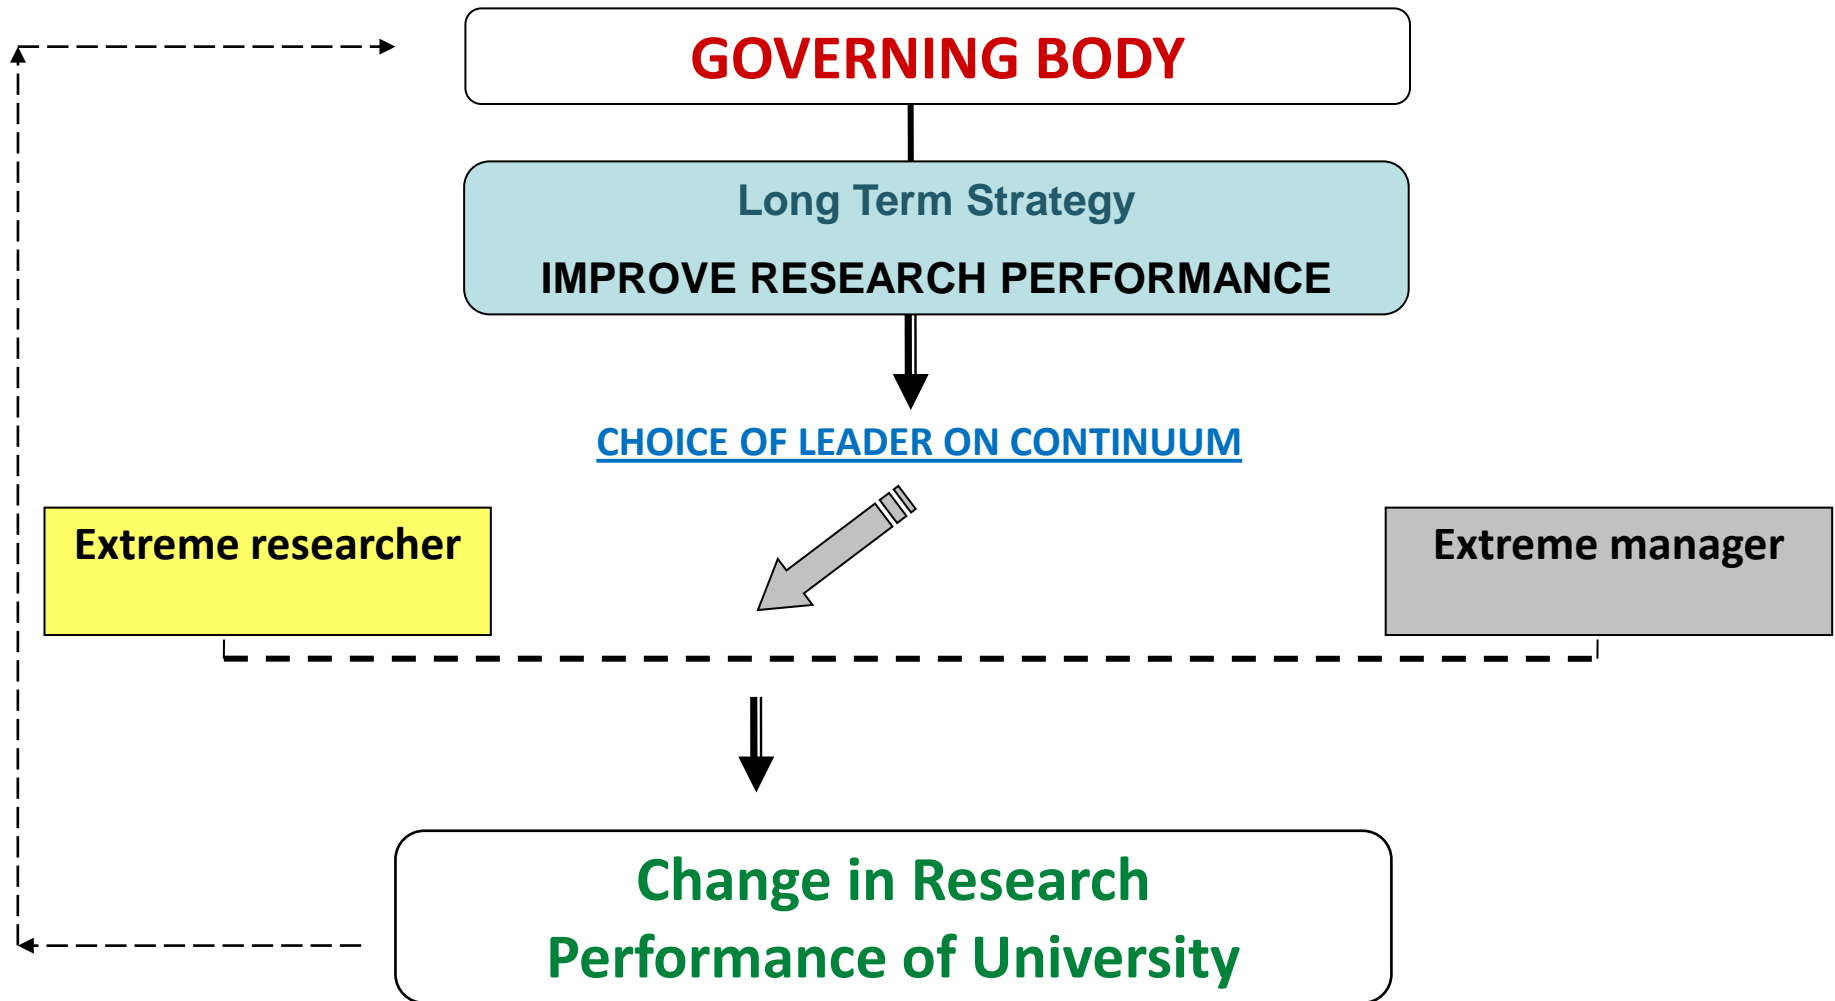 GOVERNING BODY
Long Term Strategy
IMPROVE RESEARCH PERFORMANCE
CHOICE OF LEADER ON CONTINUUM
Extreme researcher
Extreme manager
Change in Research
Performance of University